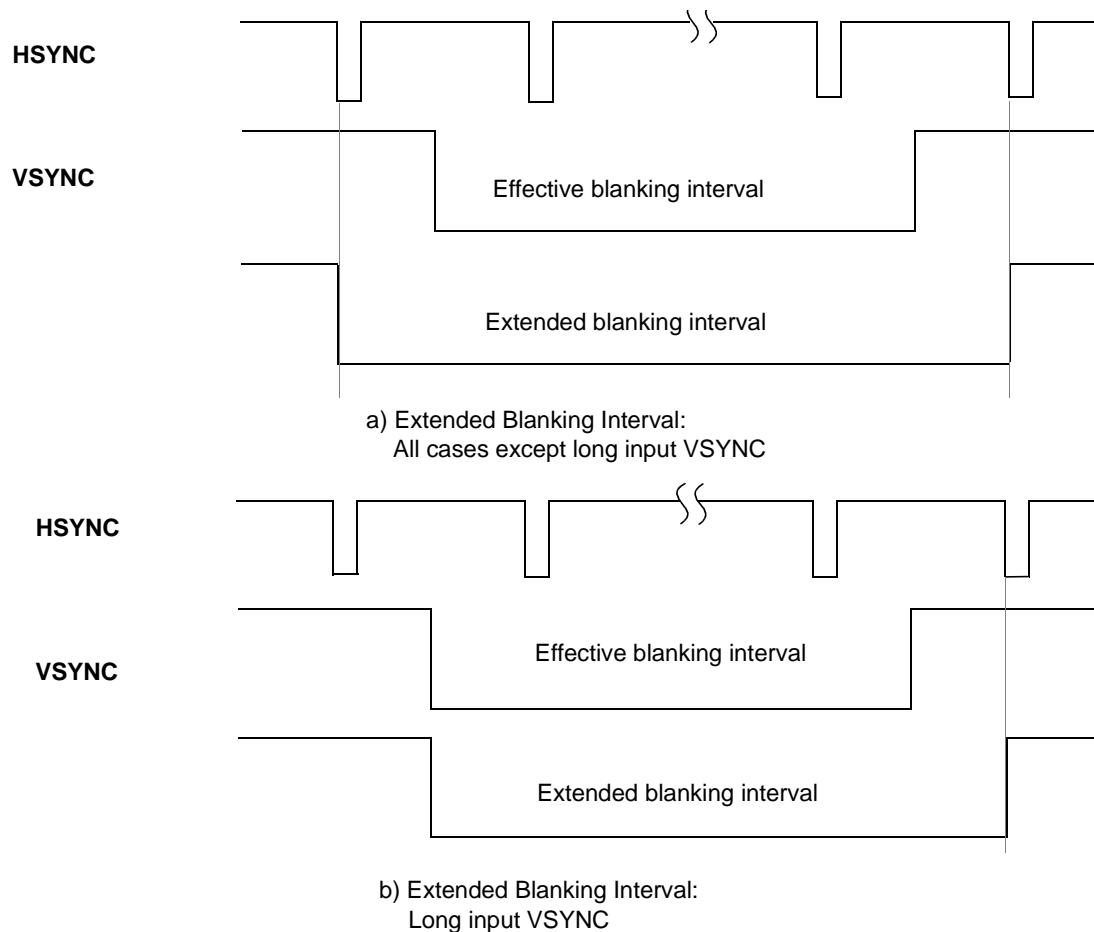 HSYNC
VSYNC
Effective blanking interval
Extended blanking interval
a) Extended Blanking Interval:
All cases except long input VSYNC
HSYNC
VSYNC
Effective blanking interval
Extended blanking interval
b) Extended Blanking Interval:
Long input VSYNC